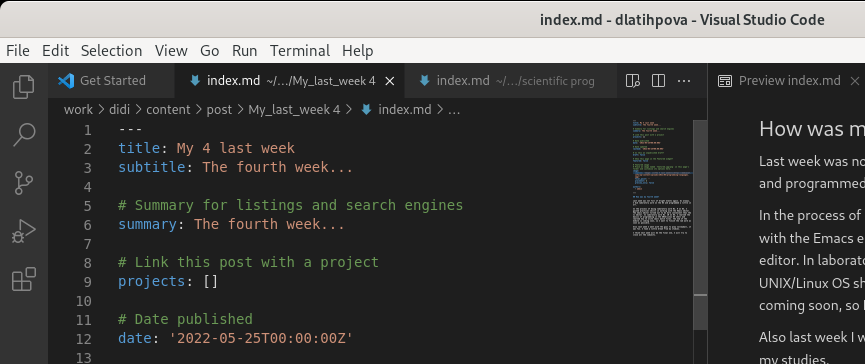 index.md - dlatihpova - Visual Studio Code
File Edit Selection View Go Run Terminal Help
Get Started index.md ~/.../My_last_week 4 index.md ~/.../scientific prog Preview index.md
work > didi > content > post > My_last_week 4 > index.md > ...
1 ---
2 title: My 4 last week
3 subtitle: The fourth week...
4
5 # Summary for listings and search engines
6 summary: The fourth week...
7
8 # Link this post with a project
9 projects: []
10
11 # Date published
12 date: '2022-05-25T00:00:00Z'
13
How was m
Last week was no
and programmed
In the process of
with the Emacs e
editor. In laborato
UNIX/Linux OS sh
coming soon, so I
Also last week I w
my studies.